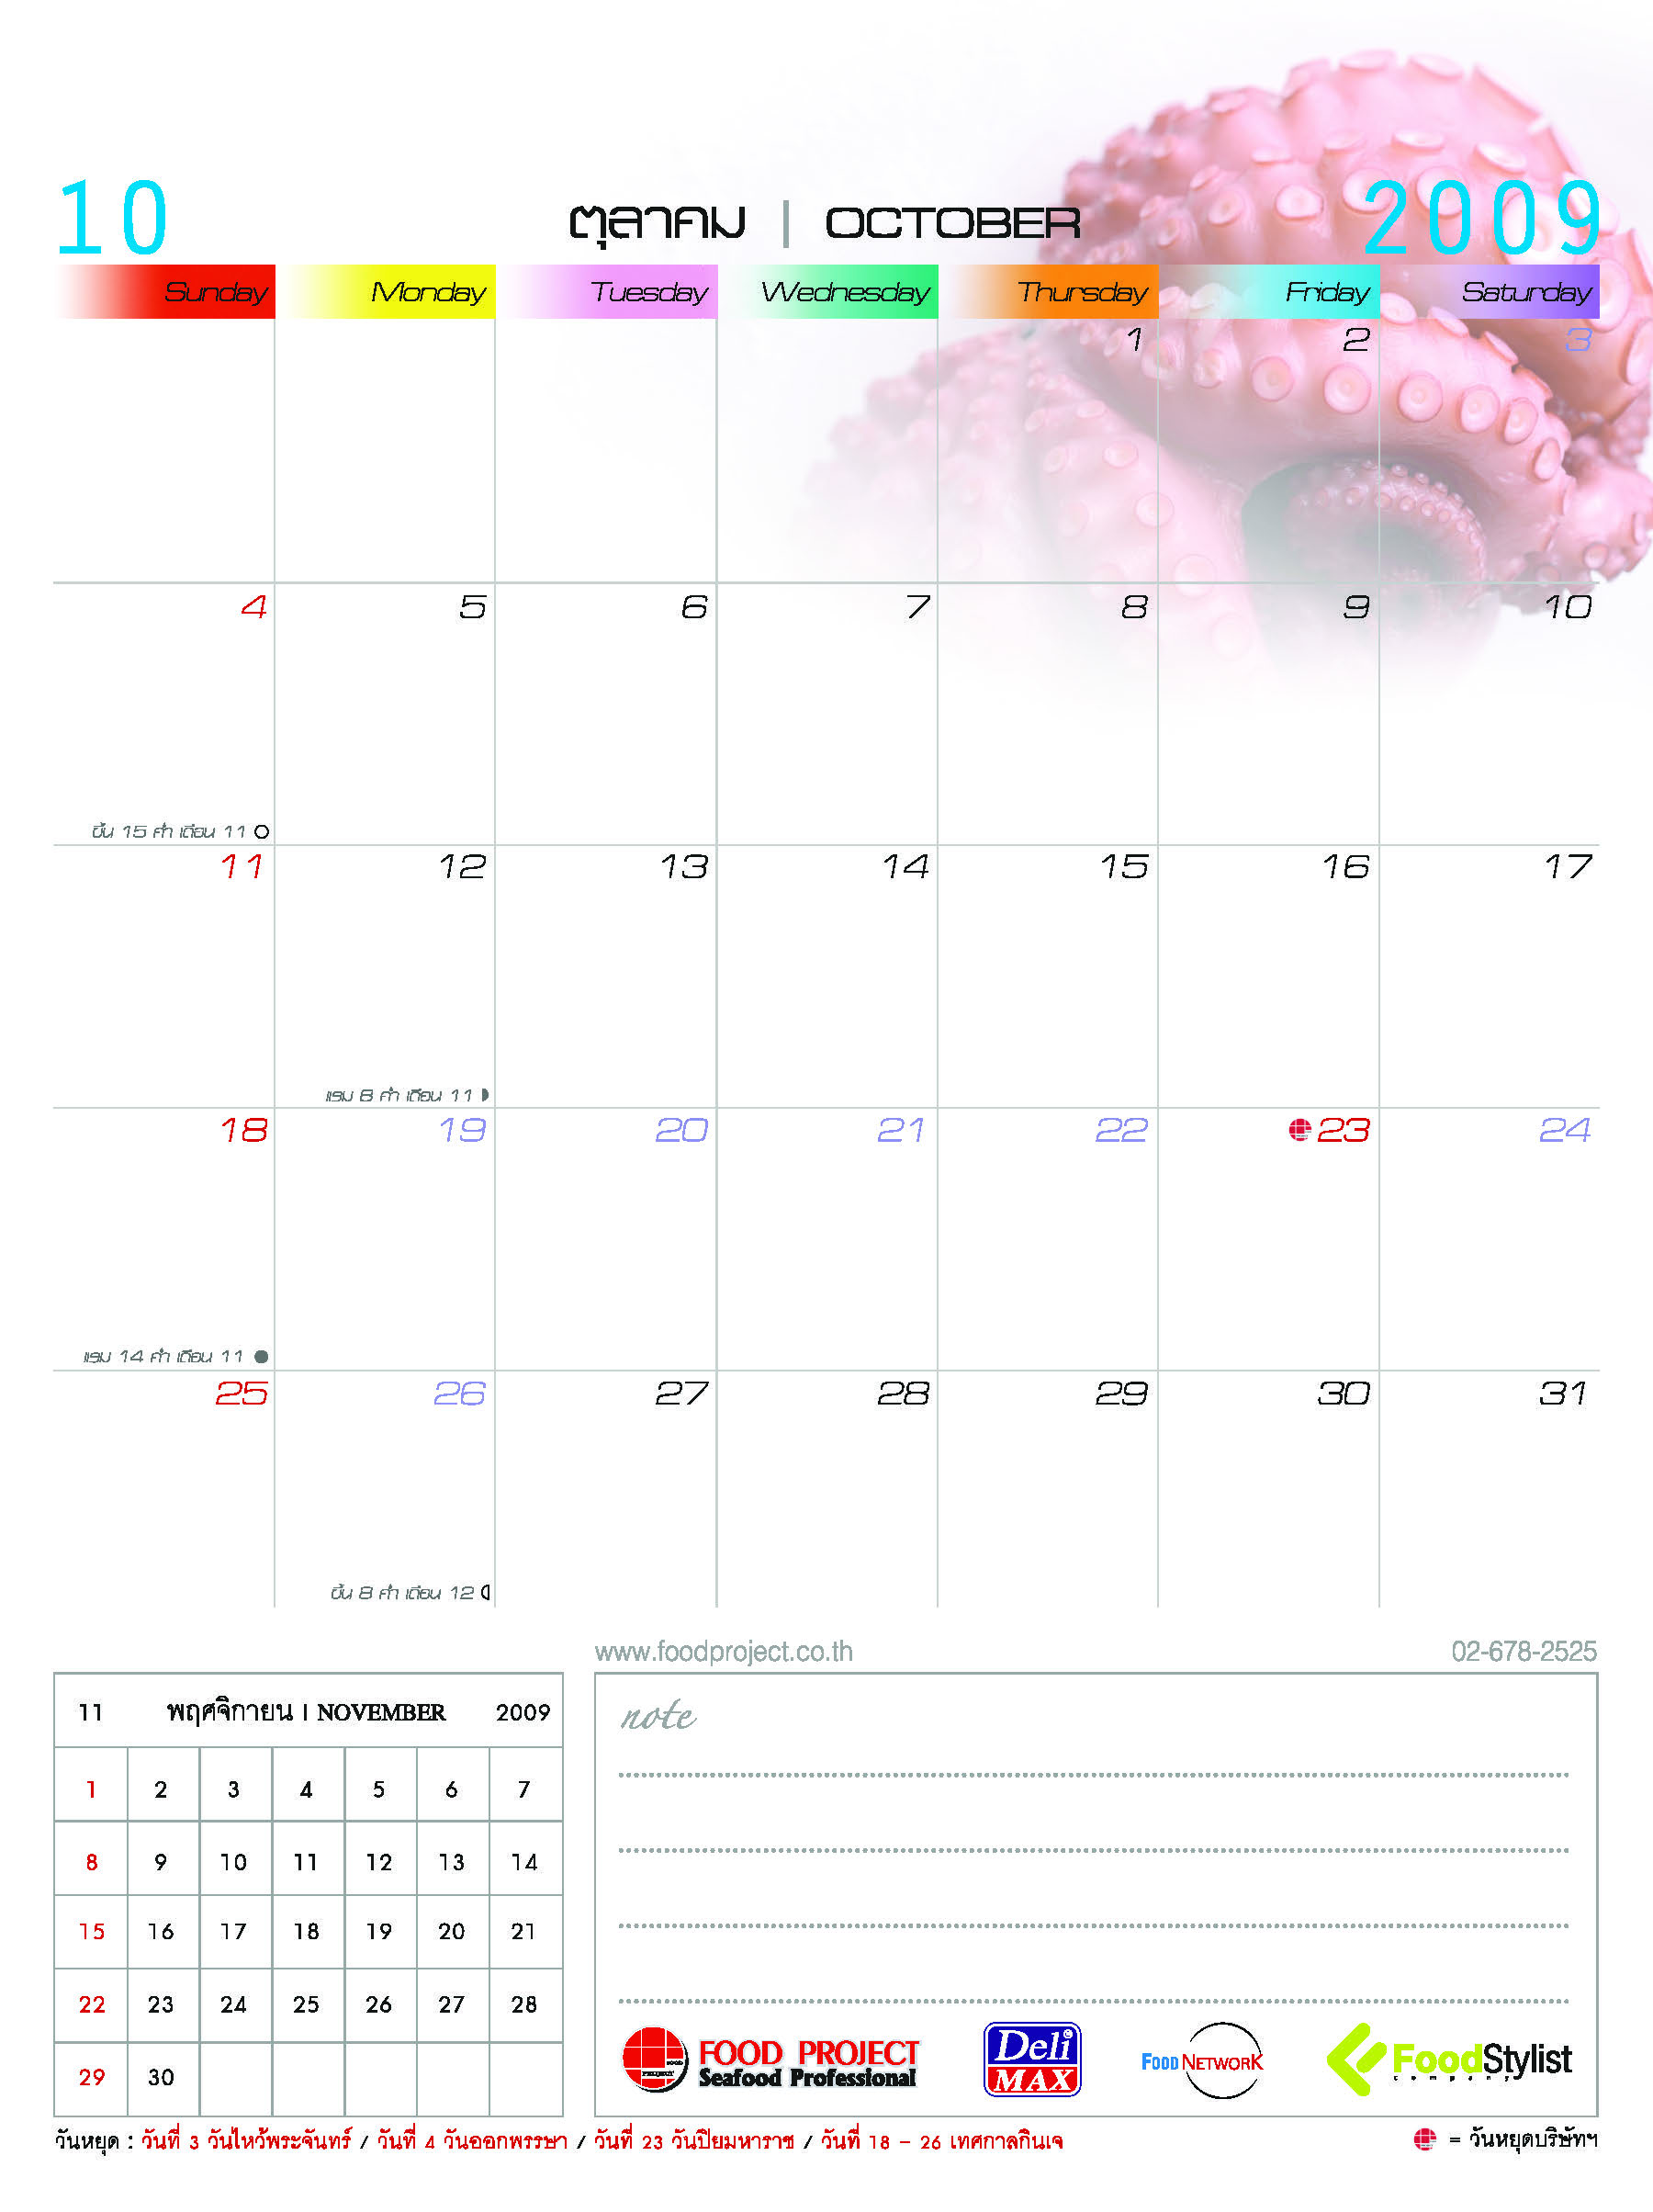 10 ตุลาคม | OCTOBER 2009
Sunday Monday Tuesday Wednesday Thursday Friday Saturday
1 2 3
4 5 6 7 8 9 10
ขึ้น 15 ค่ำ เดือน 11
11 12 13 14 15 16 17
แรม 8 ค่ำ เดือน 11
18 19 20 21 22 23 24
แรม 14 ค่ำ เดือน 11
25 26 27 28 29 30 31
ขึ้น 8 ค่ำ เดือน 12
www.foodproject.co.th 02-678-2525
11 พฤศจิกายน | NOVEMBER 2009
1 2 3 4 5 6 7
8 9 10 11 12 13 14
15 16 17 18 19 20 21
22 23 24 25 26 27 28
29 30
note
FOOD PROJECT
Seafood Professional
Deli®
MAX
FOOD NETWORK
FoodStylist
company
วันหยุด : วันที่ 3 วันไหว้พระจันทร์ / วันที่ 4 วันออกพรรษา / วันที่ 23 วันปิยมหาราช / วันที่ 18 - 26 เทศกาลกินเจ
= วันหยุดบริษัทฯ